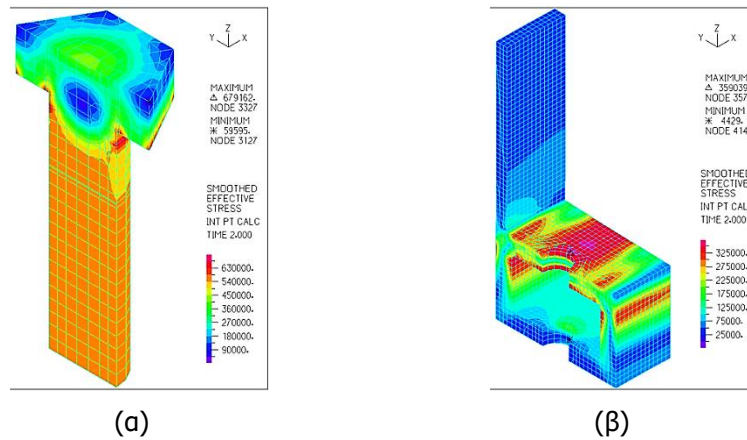 Z
Y X
MAXIMUM
Δ 679162.
NODE 3327
MINIMUM
* 59595.
NODE 3127
SMOOTHED
EFFECTIVE
STRESS
INT PT CALC
TIME 2.000
630000.
540000.
450000.
360000.
270000.
180000.
90000.
(α)
Z
Y X
MAXIMUM
Δ 359039
NODE 357
MINIMUM
* 4429.
NODE 414
SMOOTHED
EFFECTIVE
STRESS
INT PT CALC
TIME 2.000
325000.
275000.
225000.
175000.
125000.
75000.
25000.
(β)